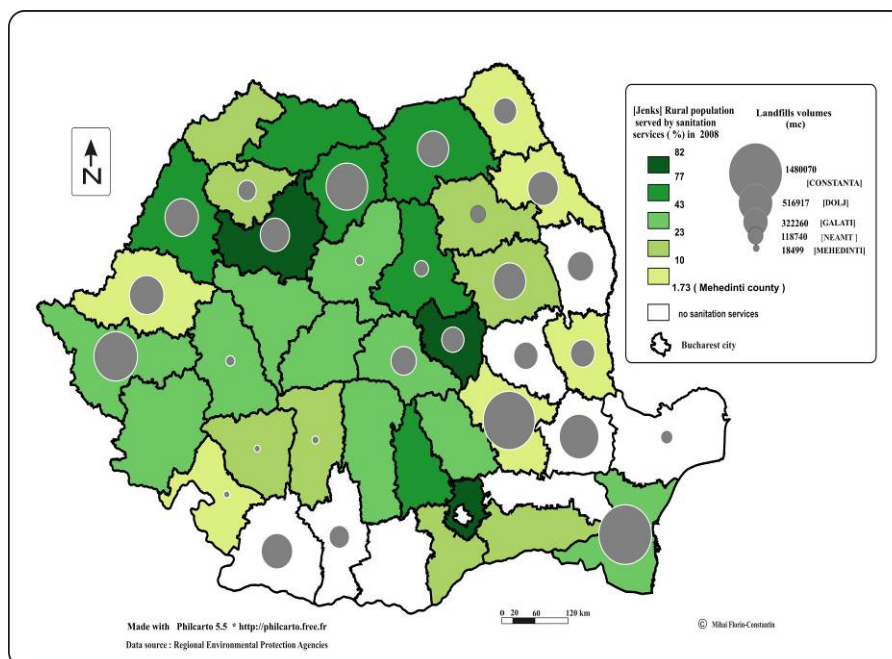 N
[Jenks] Rural population
served by sanitation
services ( %) in 2008
82
77
43
23
10
1.73 ( Mehedinti county )
no sanitation services
Bucharest city
Landfills volumes
(mc)
1480070
[CONSTANTA]
516917 [DOLJ]
322260 [GALATI]
118740 [NEAMT ]
18499 [MEHEDINTI]
Made with Philcarto 5.5 * http://philcarto.free.fr
Data source : Regional Environmental Protection Agencies
0 20 60 120 km
© Mihai Florin-Constantin